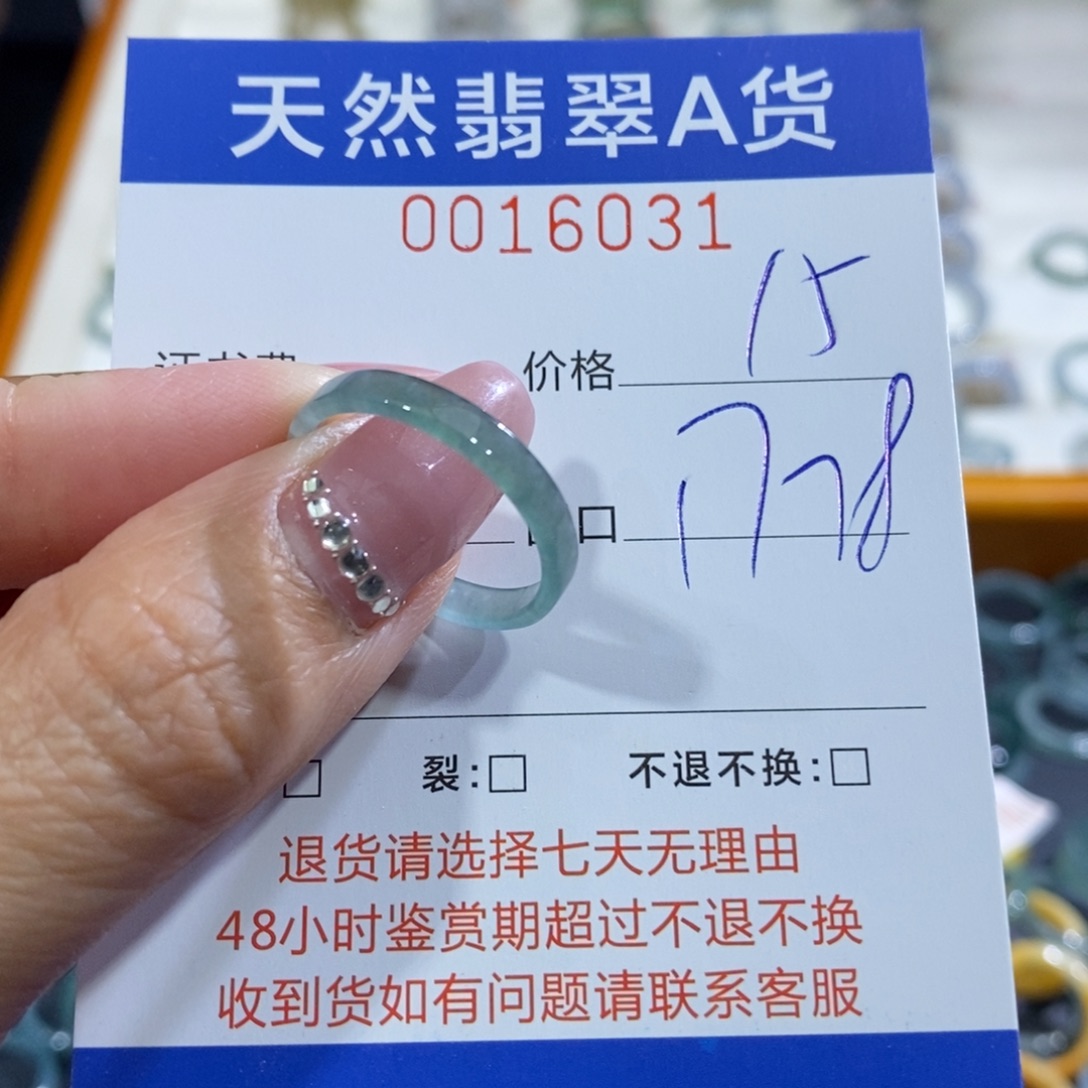 天然翡翠A货
0016031
价格 15
口 1778
裂:□ 不退不换:□
退货请选择七天无理由
48小时鉴赏期超过不退不换
收到货如有问题请联系客服